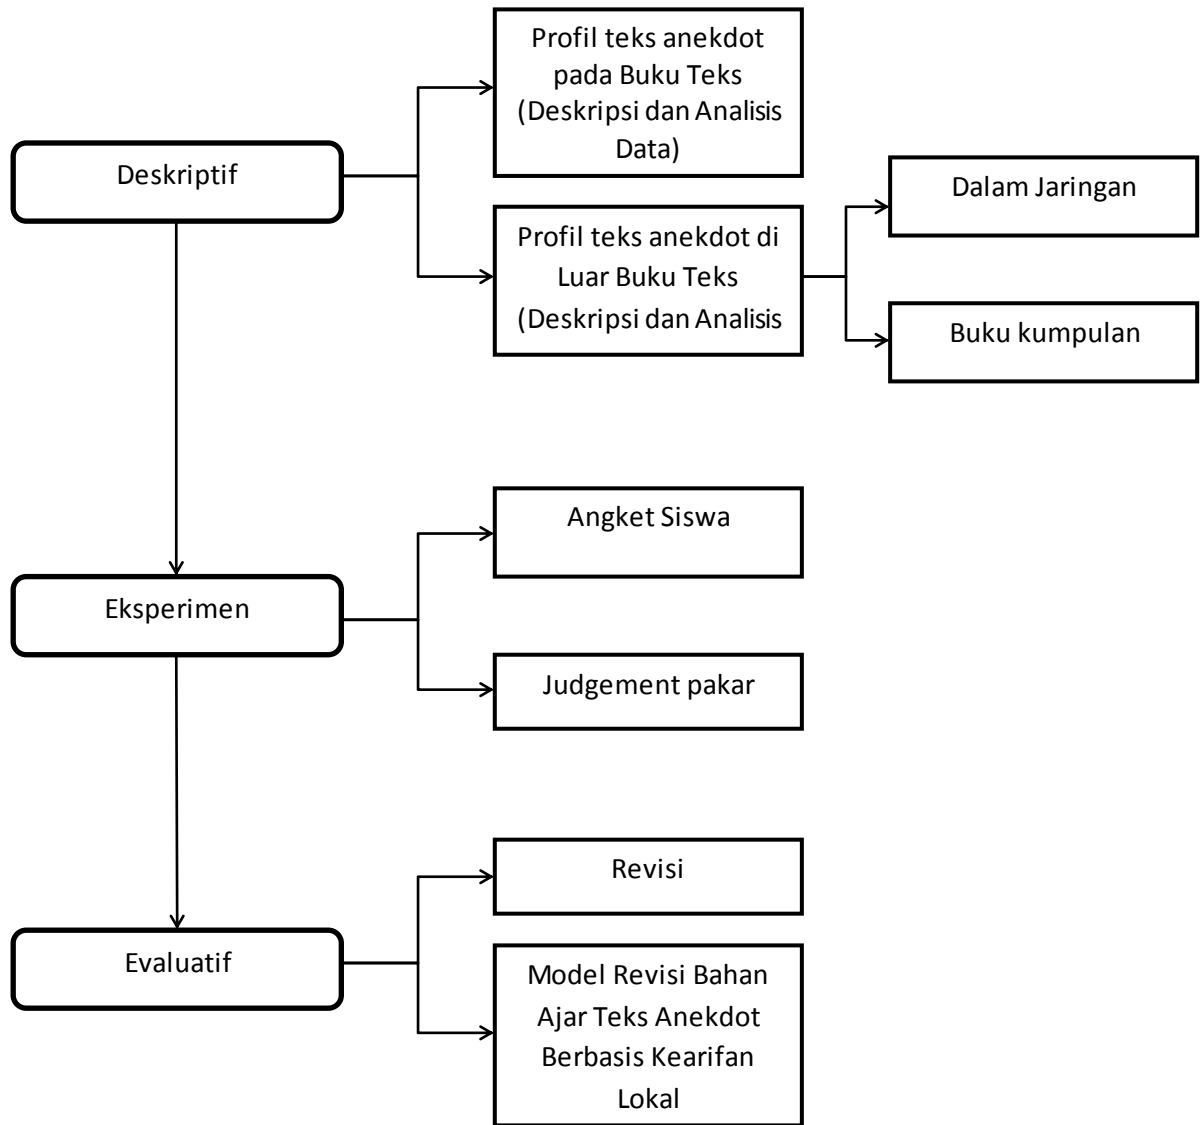 Deskriptif
Profil teks anekdot
pada Buku Teks
(Deskripsi dan Analisis
Data)
Profil teks anekdot di
Luar Buku Teks
(Deskripsi dan Analisis
Dalam Jaringan
Buku kumpulan
Eksperimen
Angket Siswa
Judgement pakar
Evaluatif
Revisi
Model Revisi Bahan
Ajar Teks Anekdot
Berbasis Kearifan
Lokal